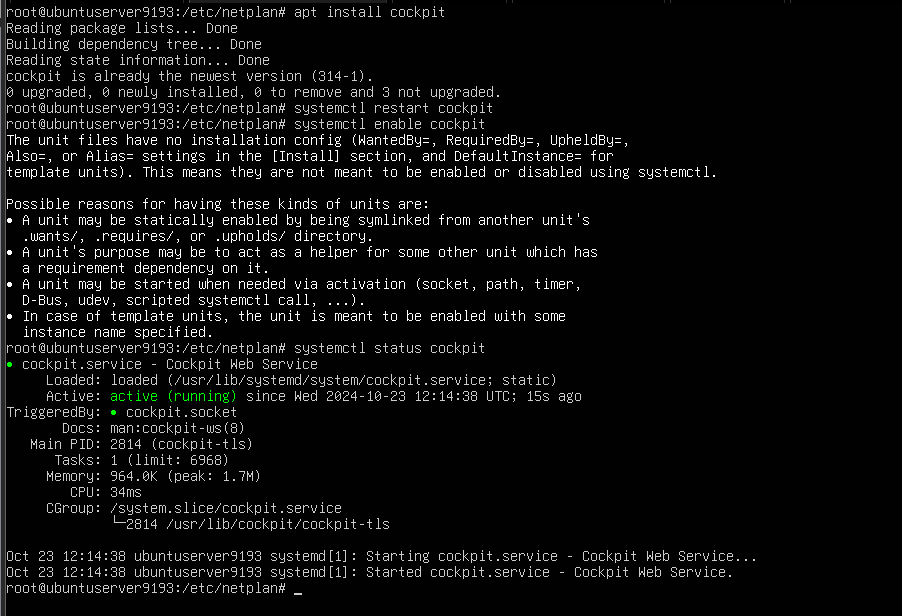 root@ubuntuserver9193:/etc/netplan# apt install cockpit
Reading package lists... Done
Building dependency tree... Done
Reading state information... Done
cockpit is already the newest version (314-1).
0 upgraded, 0 newly installed, 0 to remove and 3 not upgraded.
root@ubuntuserver9193:/etc/netplan# systemctl restart cockpit
root@ubuntuserver9193:/etc/netplan# systemctl enable cockpit
The unit files have no installation config (WantedBy=, RequiredBy=, UpheldBy=,
Also=, or Alias= settings in the [Install] section, and DefaultInstance= for
template units). This means they are not meant to be enabled or disabled using systemctl.

Possible reasons for having these kinds of units are:
• A unit may be statically enabled by being symlinked from another unit's
  .wants/, .requires/, or .upholds/ directory.
• A unit's purpose may be to act as a helper for some other unit which has
  a requirement dependency on it.
• A unit may be started when needed via activation (socket, path, timer,
  D-Bus, udev, scripted systemctl call, ...).
• In case of template units, the unit is meant to be enabled with some
  instance name specified.
root@ubuntuserver9193:/etc/netplan# systemctl status cockpit
● cockpit.service - Cockpit Web Service
     Loaded: loaded (/usr/lib/systemd/system/cockpit.service; static)
     Active: active (running) since Wed 2024-10-23 12:14:38 UTC; 15s ago
TriggeredBy: ● cockpit.socket
       Docs: man:cockpit-ws(8)
   Main PID: 2814 (cockpit-tls)
      Tasks: 1 (limit: 6968)
     Memory: 964.0K (peak: 1.7M)
        CPU: 34ms
     CGroup: /system.slice/cockpit.service
             └─2814 /usr/lib/cockpit/cockpit-tls

Oct 23 12:14:38 ubuntuserver9193 systemd[1]: Starting cockpit.service - Cockpit Web Service...
Oct 23 12:14:38 ubuntuserver9193 systemd[1]: Started cockpit.service - Cockpit Web Service.
root@ubuntuserver9193:/etc/netplan# _